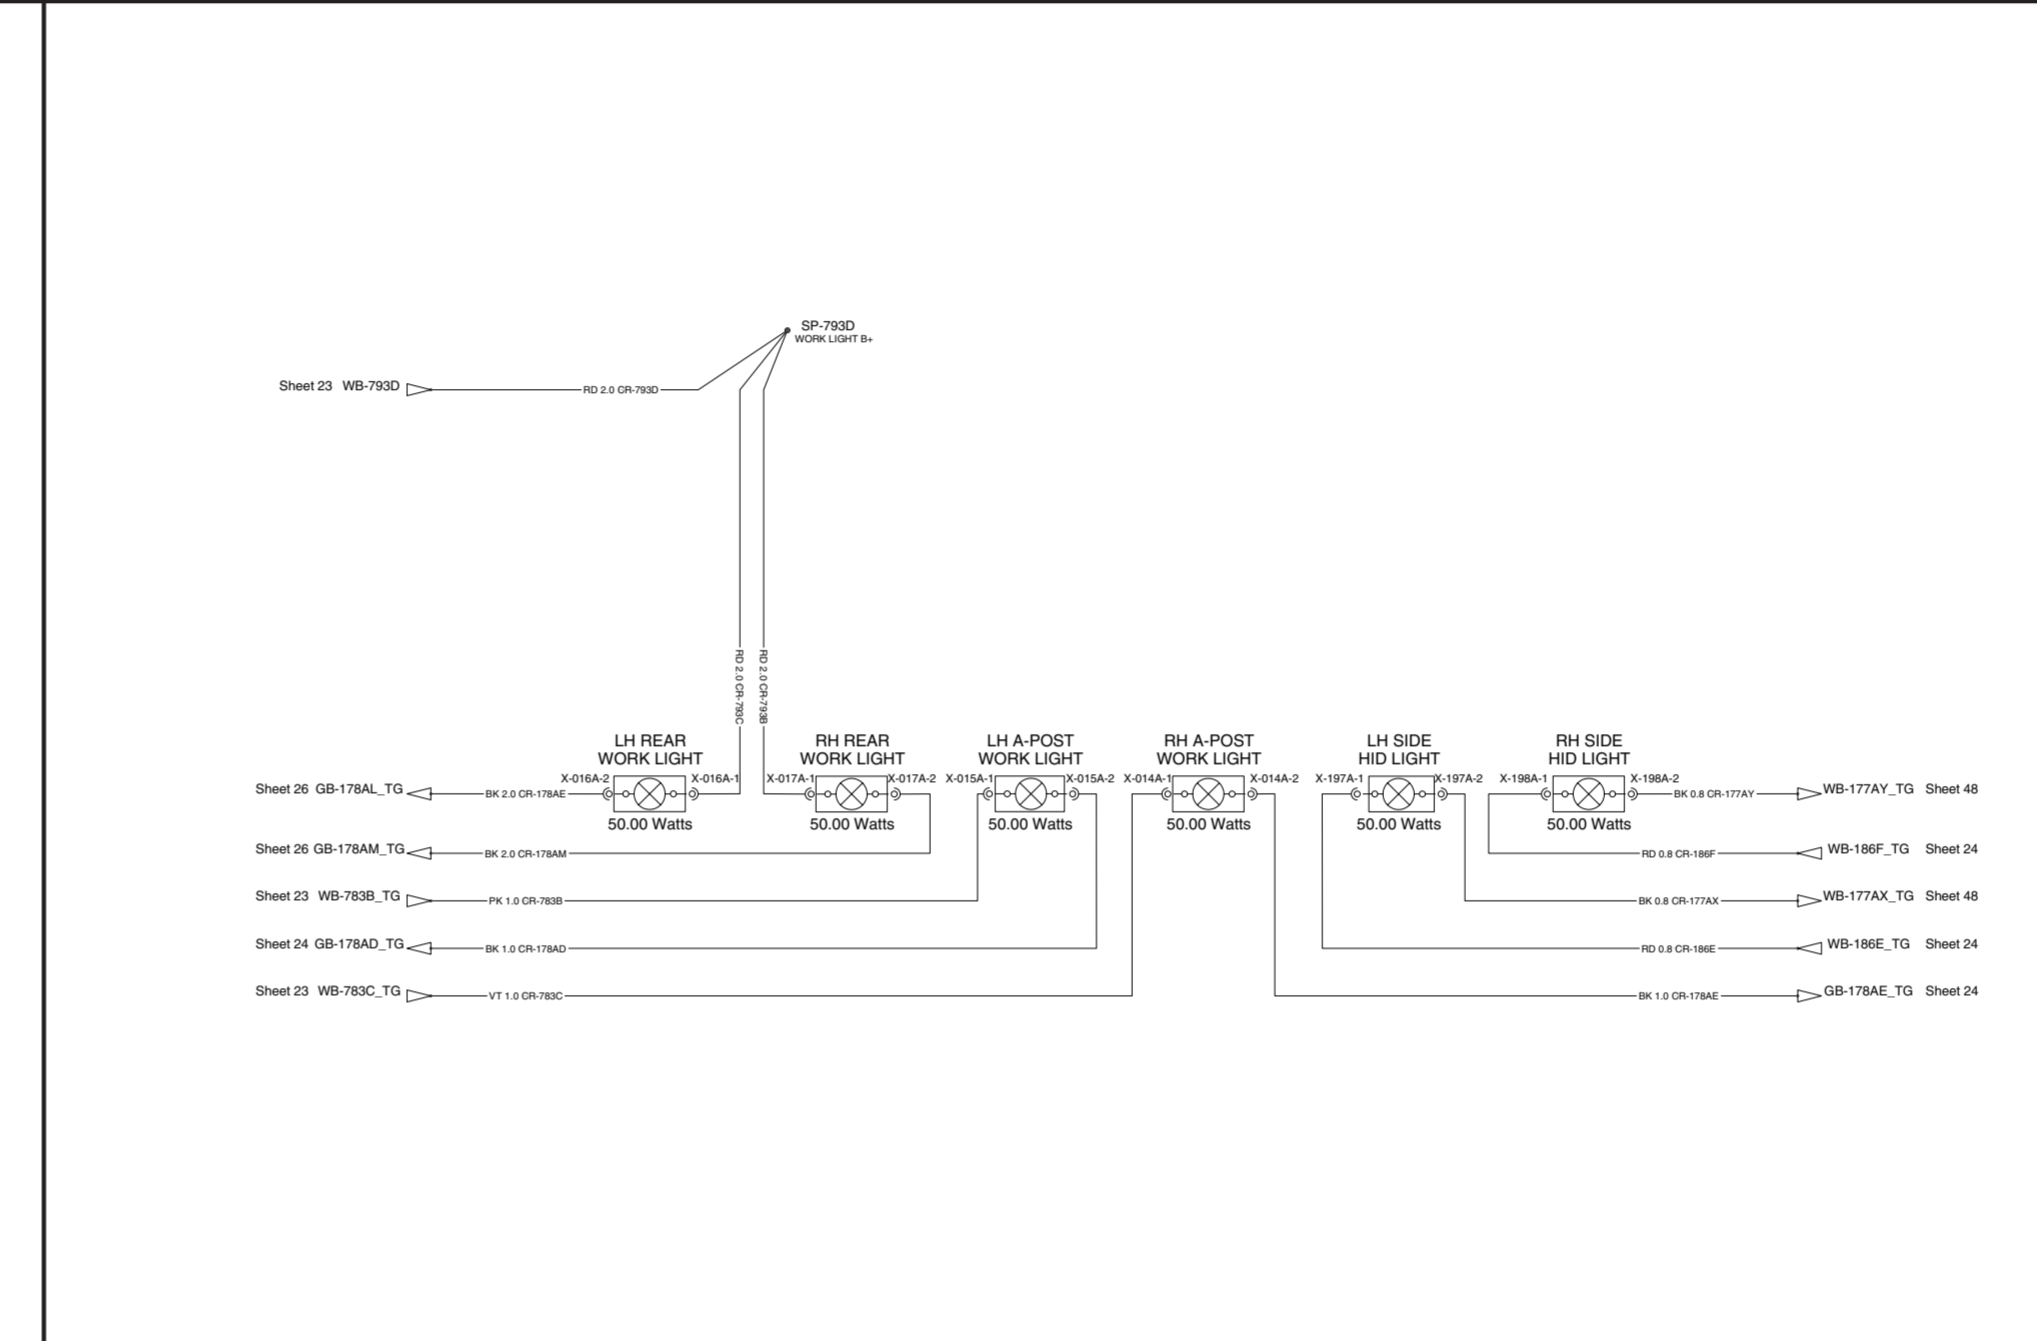 SP-793D
WORK LIGHT B+
Sheet 23 WB-793D
RD 2.0 CR-793D
RD 2.0 CR-793C
RD 2.0 CR-793B
LH REAR
WORK LIGHT
RH REAR
WORK LIGHT
LH A-POST
WORK LIGHT
RH A-POST
WORK LIGHT
LH SIDE
HID LIGHT
RH SIDE
HID LIGHT
X-016A-2
X-016A-1
X-017A-1
X-017A-2
X-015A-1
X-015A-2
X-014A-1
X-014A-2
X-197A-1
X-197A-2
X-198A-1
X-198A-2
50.00 Watts
50.00 Watts
50.00 Watts
50.00 Watts
50.00 Watts
50.00 Watts
Sheet 26 GB-178AL_TG
BK 2.0 CR-178AE
BK 0.8 CR-177AY
WB-177AY_TG Sheet 48
Sheet 26 GB-178AM_TG
BK 2.0 CR-178AM
RD 0.8 CR-186F
WB-186F_TG Sheet 24
Sheet 23 WB-783B_TG
PK 1.0 CR-783B
BK 0.8 CR-177AX
WB-177AX_TG Sheet 48
Sheet 24 GB-178AD_TG
BK 1.0 CR-178AD
RD 0.8 CR-186E
WB-186E_TG Sheet 24
Sheet 23 WB-783C_TG
VT 1.0 CR-783C
BK 1.0 CR-178AE
GB-178AE_TG Sheet 24